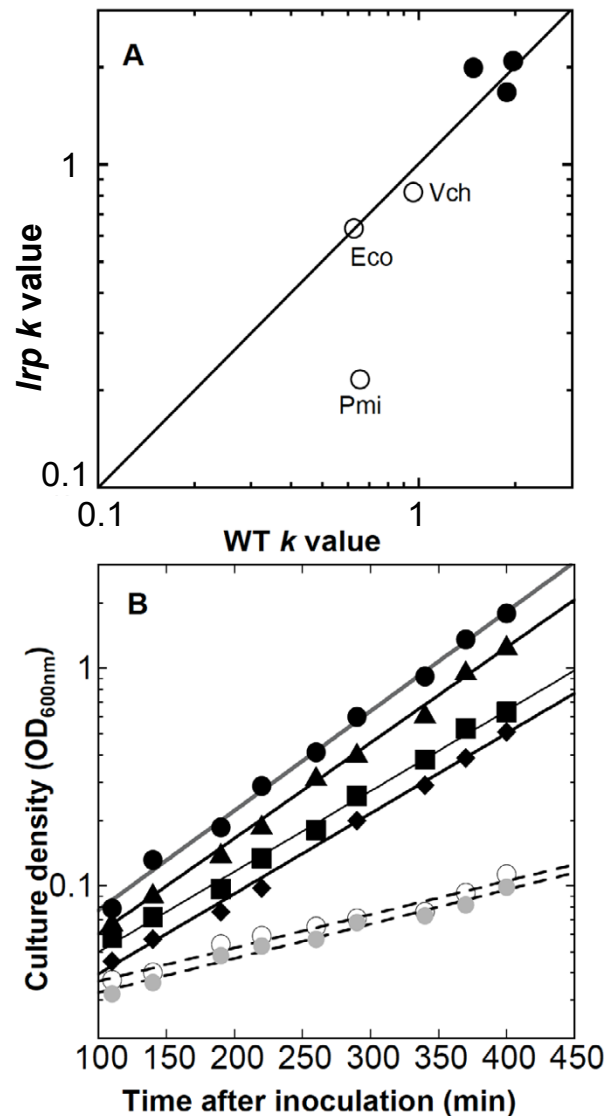 A
1
Vch
Eco
Pmi
lrp k value
0.1
0.1
1
WT k value
B
1
0.1
Culture density (OD600nm)
100 150 200 250 300 350 400 450
Time after inoculation (min)